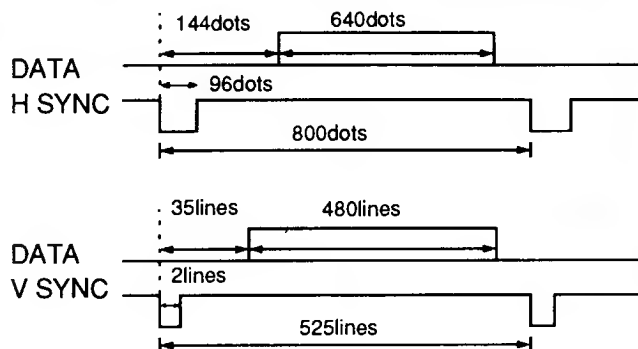 144dots 640dots
DATA
96dots
H SYNC
800dots
35lines 480lines
DATA
2lines
V SYNC
525lines